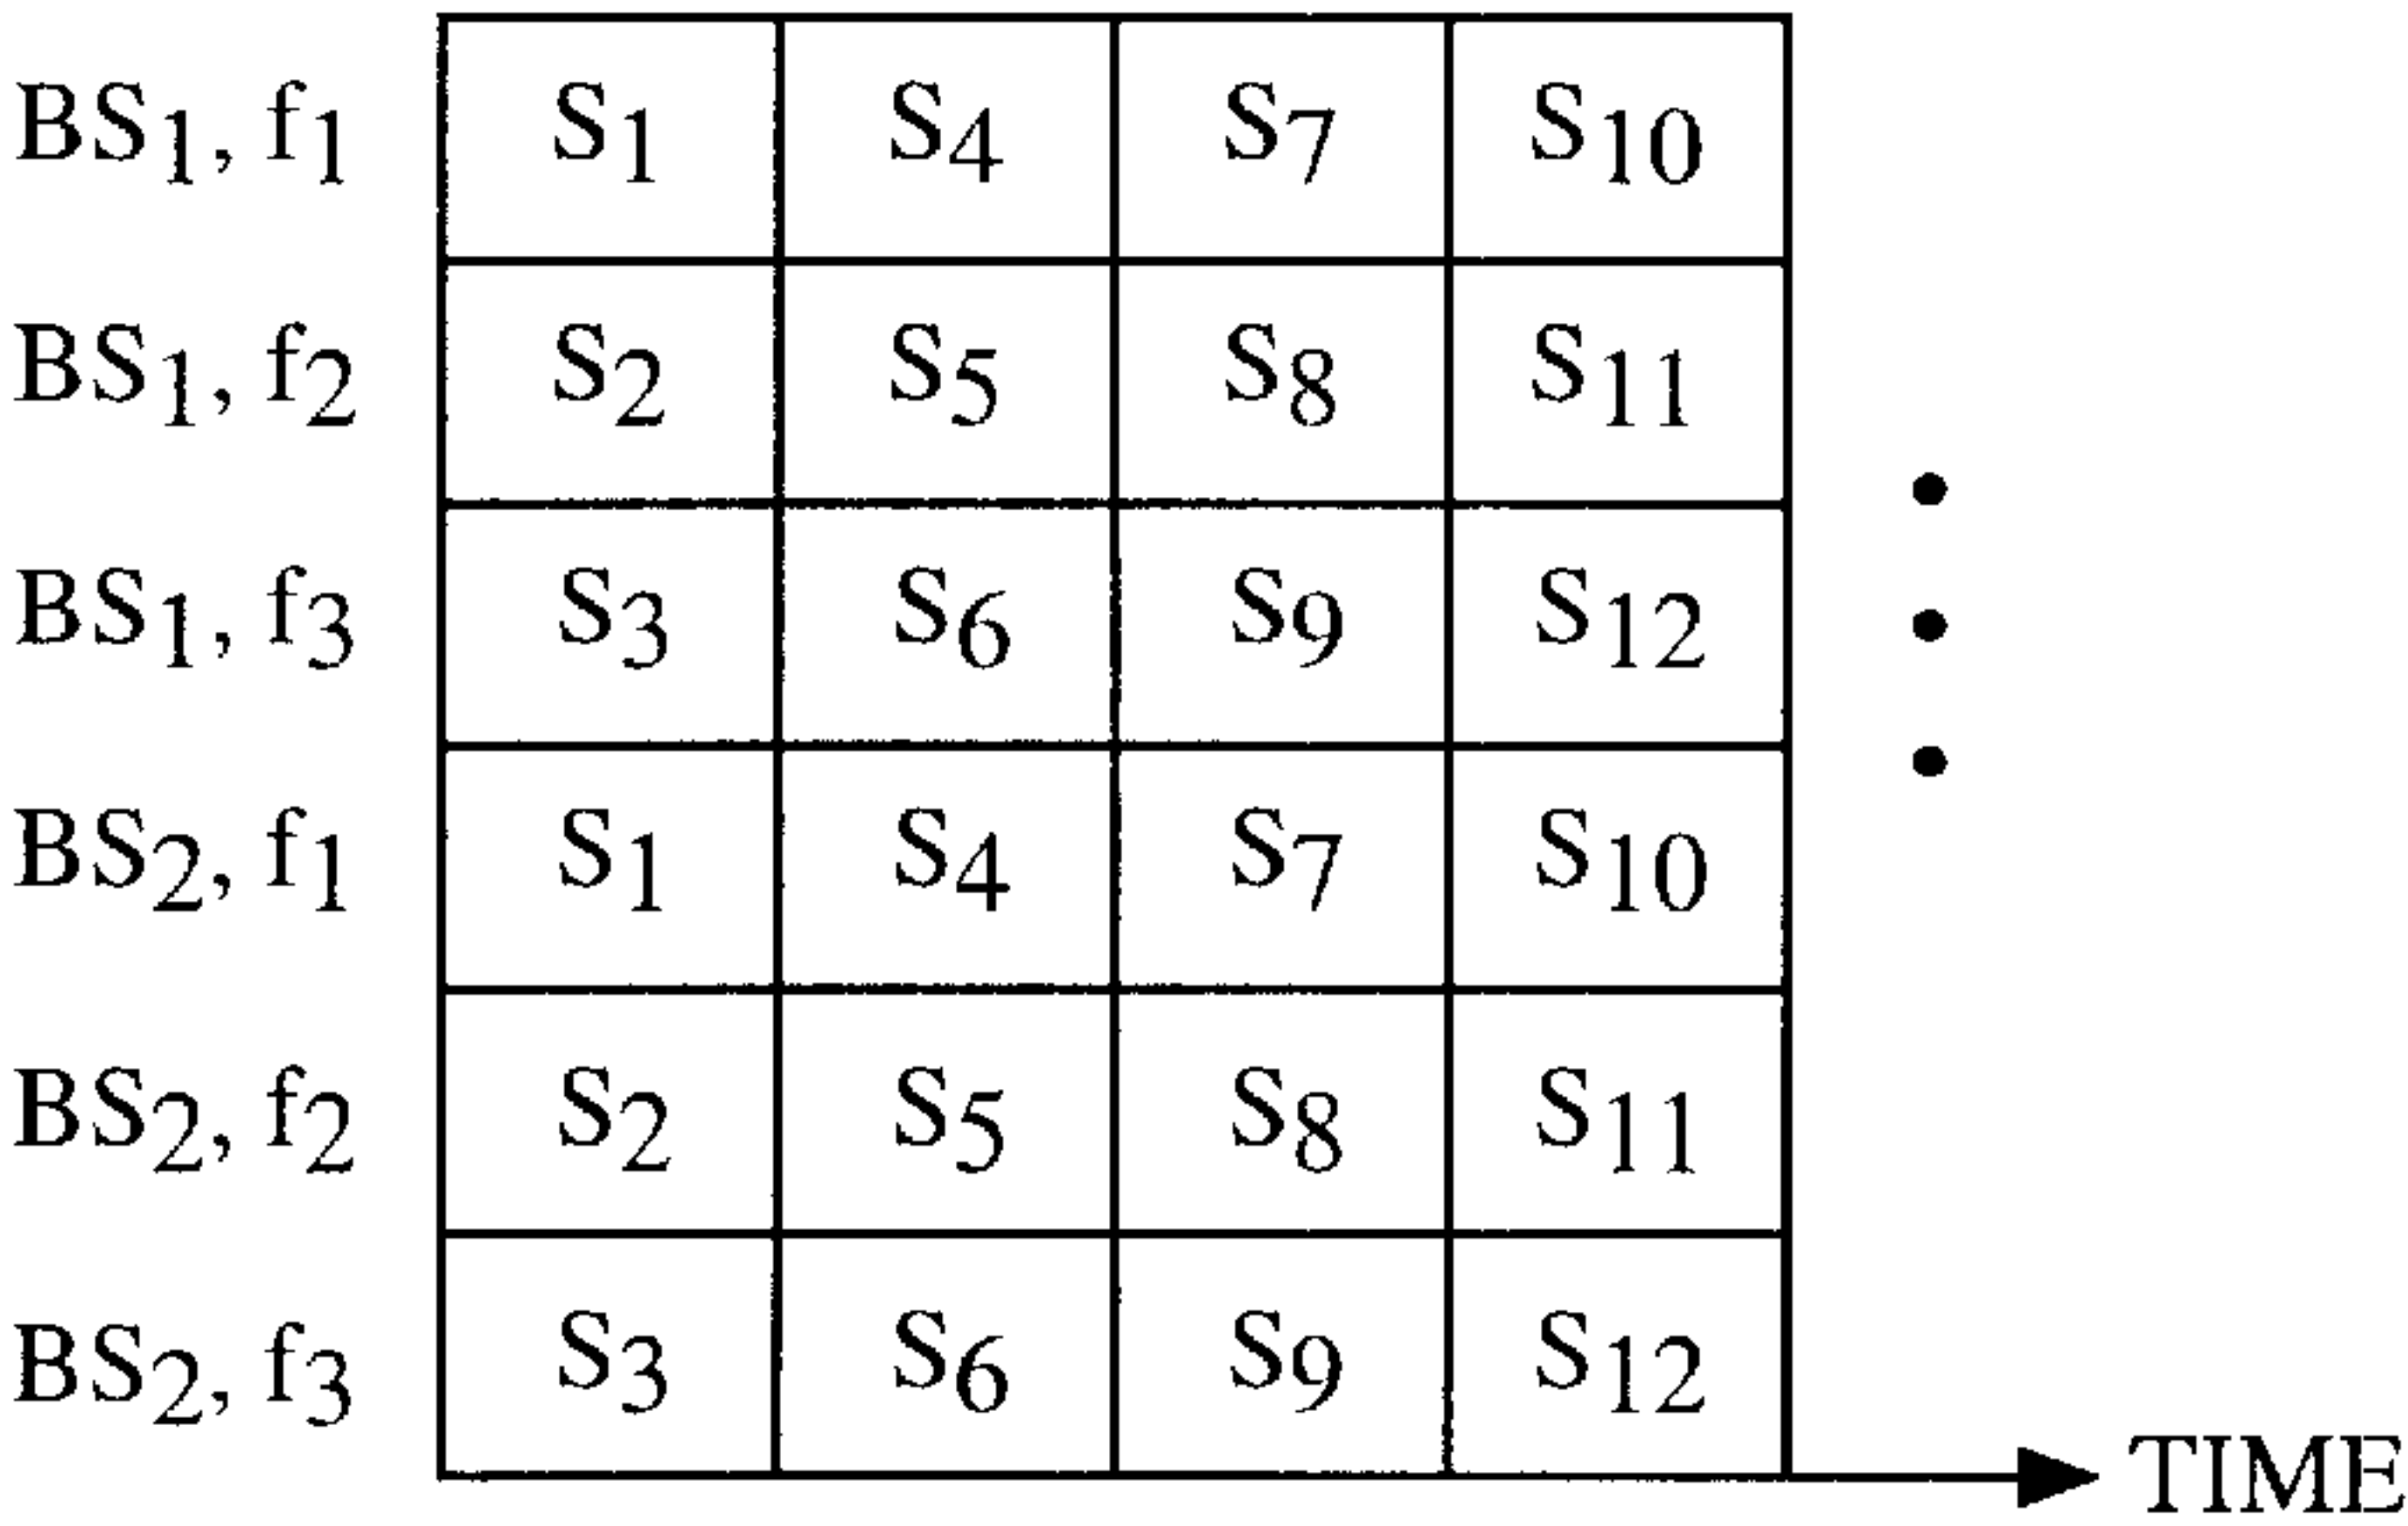 BS1, f1 S1 S4 S7 S10
BS1, f2 S2 S5 S8 S11
BS1, f3 S3 S6 S9 S12
BS2, f1 S1 S4 S7 S10
BS2, f2 S2 S5 S8 S11
BS2, f3 S3 S6 S9 S12
TIME